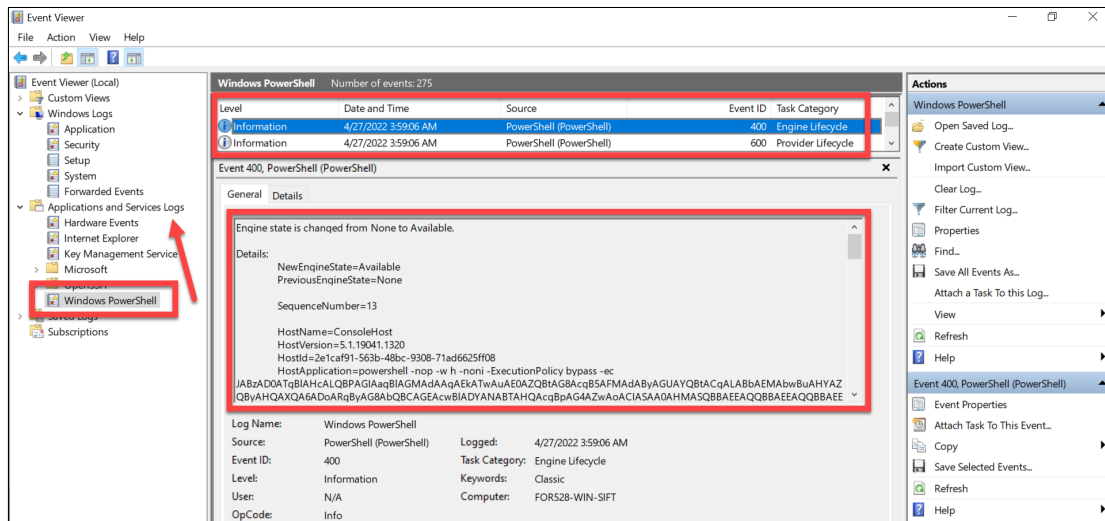 Event Viewer
File Action View Help
Event Viewer (Local)
Custom Views
Windows Logs
Application
Security
Setup
System
Forwarded Events
Applications and Services Logs
Hardware Events
Internet Explorer
Key Management Service
Microsoft
OpenSSH
Windows PowerShell
Saved Logs
Subscriptions
Windows PowerShell Number of events: 275
Level Date and Time Source Event ID Task Category
Information 4/27/2022 3:59:06 AM PowerShell (PowerShell) 400 Engine Lifecycle
Information 4/27/2022 3:59:06 AM PowerShell (PowerShell) 600 Provider Lifecycle
Event 400, PowerShell (PowerShell)
General Details
Engine state is changed from None to Available.
Details:
NewEngineState=Available
PreviousEngineState=None
SequenceNumber=13
HostName=ConsoleHost
HostVersion=5.1.19041.1320
HostId=2e1caf91-563b-48bc-9308-71ad6625ff08
HostApplication=powershell -nop -w h -noni -ExecutionPolicy bypass -ec
Log Name: Windows PowerShell
Source: PowerShell (PowerShell) Logged: 4/27/2022 3:59:06 AM
Event ID: 400 Task Category: Engine Lifecycle
Level: Information Keywords: Classic
User: N/A Computer: FOR528-WIN-SIFT
OpCode: Info
Actions
Windows PowerShell
Open Saved Log...
Create Custom View...
Import Custom View...
Clear Log...
Filter Current Log...
Properties
Find...
Save All Events As...
Attach a Task To this Log...
View
Refresh
Help
Event 400, PowerShell (PowerShell)
Event Properties
Attach Task To This Event...
Copy
Save Selected Events...
Refresh
Help